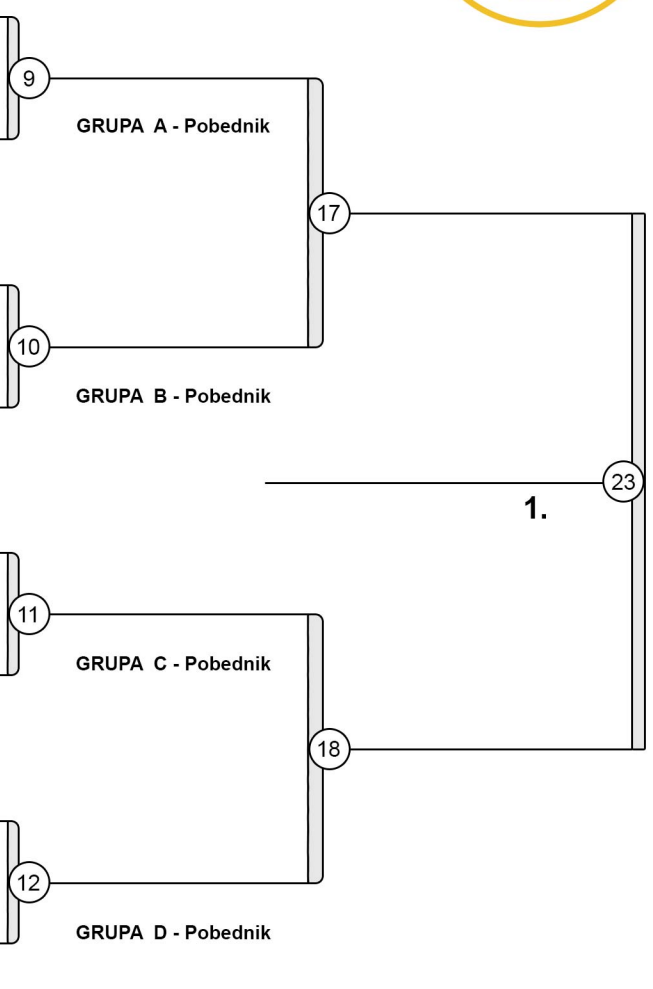 9
GRUPA A - Pobednik
17
10
GRUPA B - Pobednik
23
1.
11
GRUPA C - Pobednik
18
12
GRUPA D - Pobednik